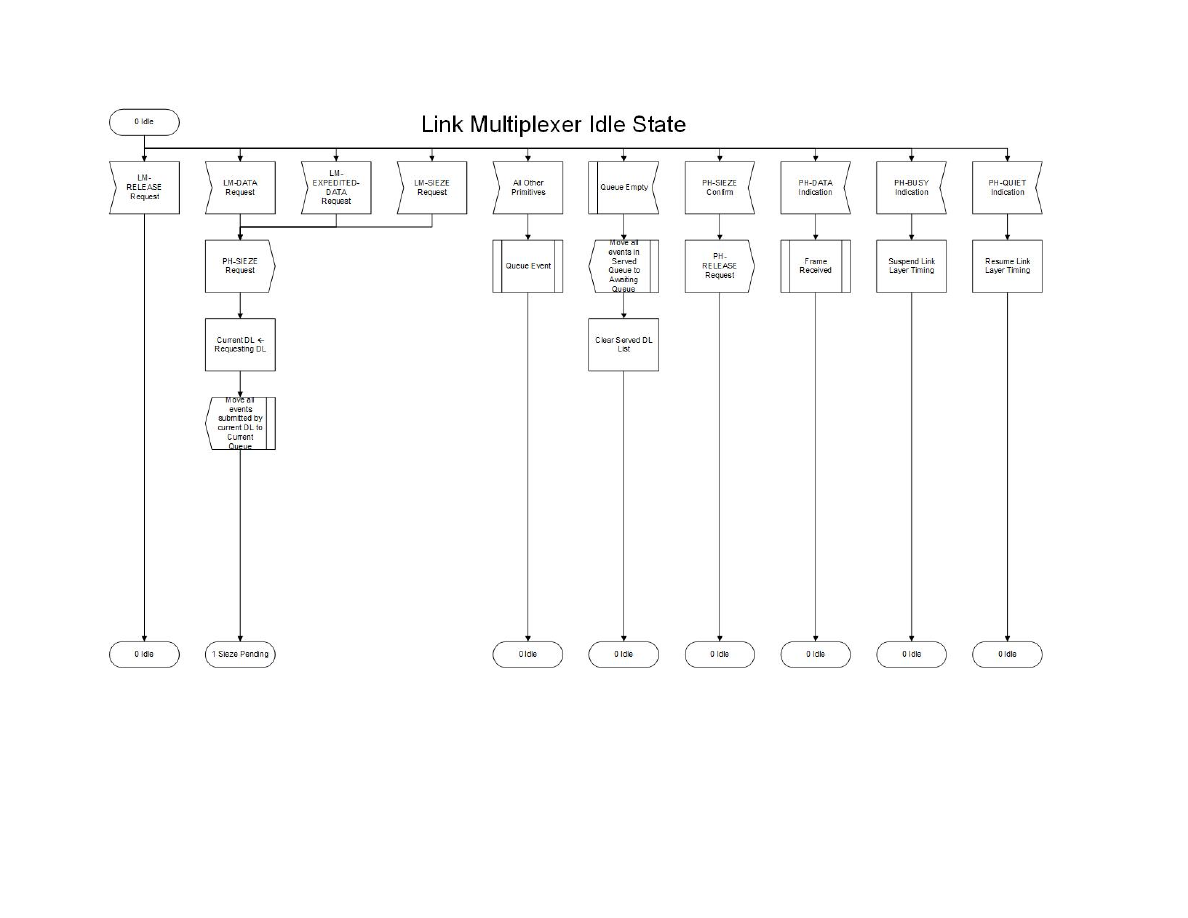 0 Idle
Link Multiplexer Idle State
LM-
RELEASE
Request
LM-DATA
Request
LM-
EXPEDITED-
DATA
Request
LM-SIEZE
Request
All Other
Primitives
Queue Empty
PH-SIEZE
Confirm
PH-DATA
Indication
PH-BUSY
Indication
PH-QUIET
Indication
PH-SIEZE
Request
Queue Event
Move all
events in
Served
Queue to
Awaiting
Queue
PH-
RELEASE
Request
Frame
Received
Suspend Link
Layer Timing
Resume Link
Layer Timing
Current DL ←
Requesting DL
Clear Served DL
List
Move all
events
submitted by
current DL to
Current
Queue
0 Idle
1 Sieze Pending
0 Idle
0 Idle
0 Idle
0 Idle
0 Idle
0 Idle